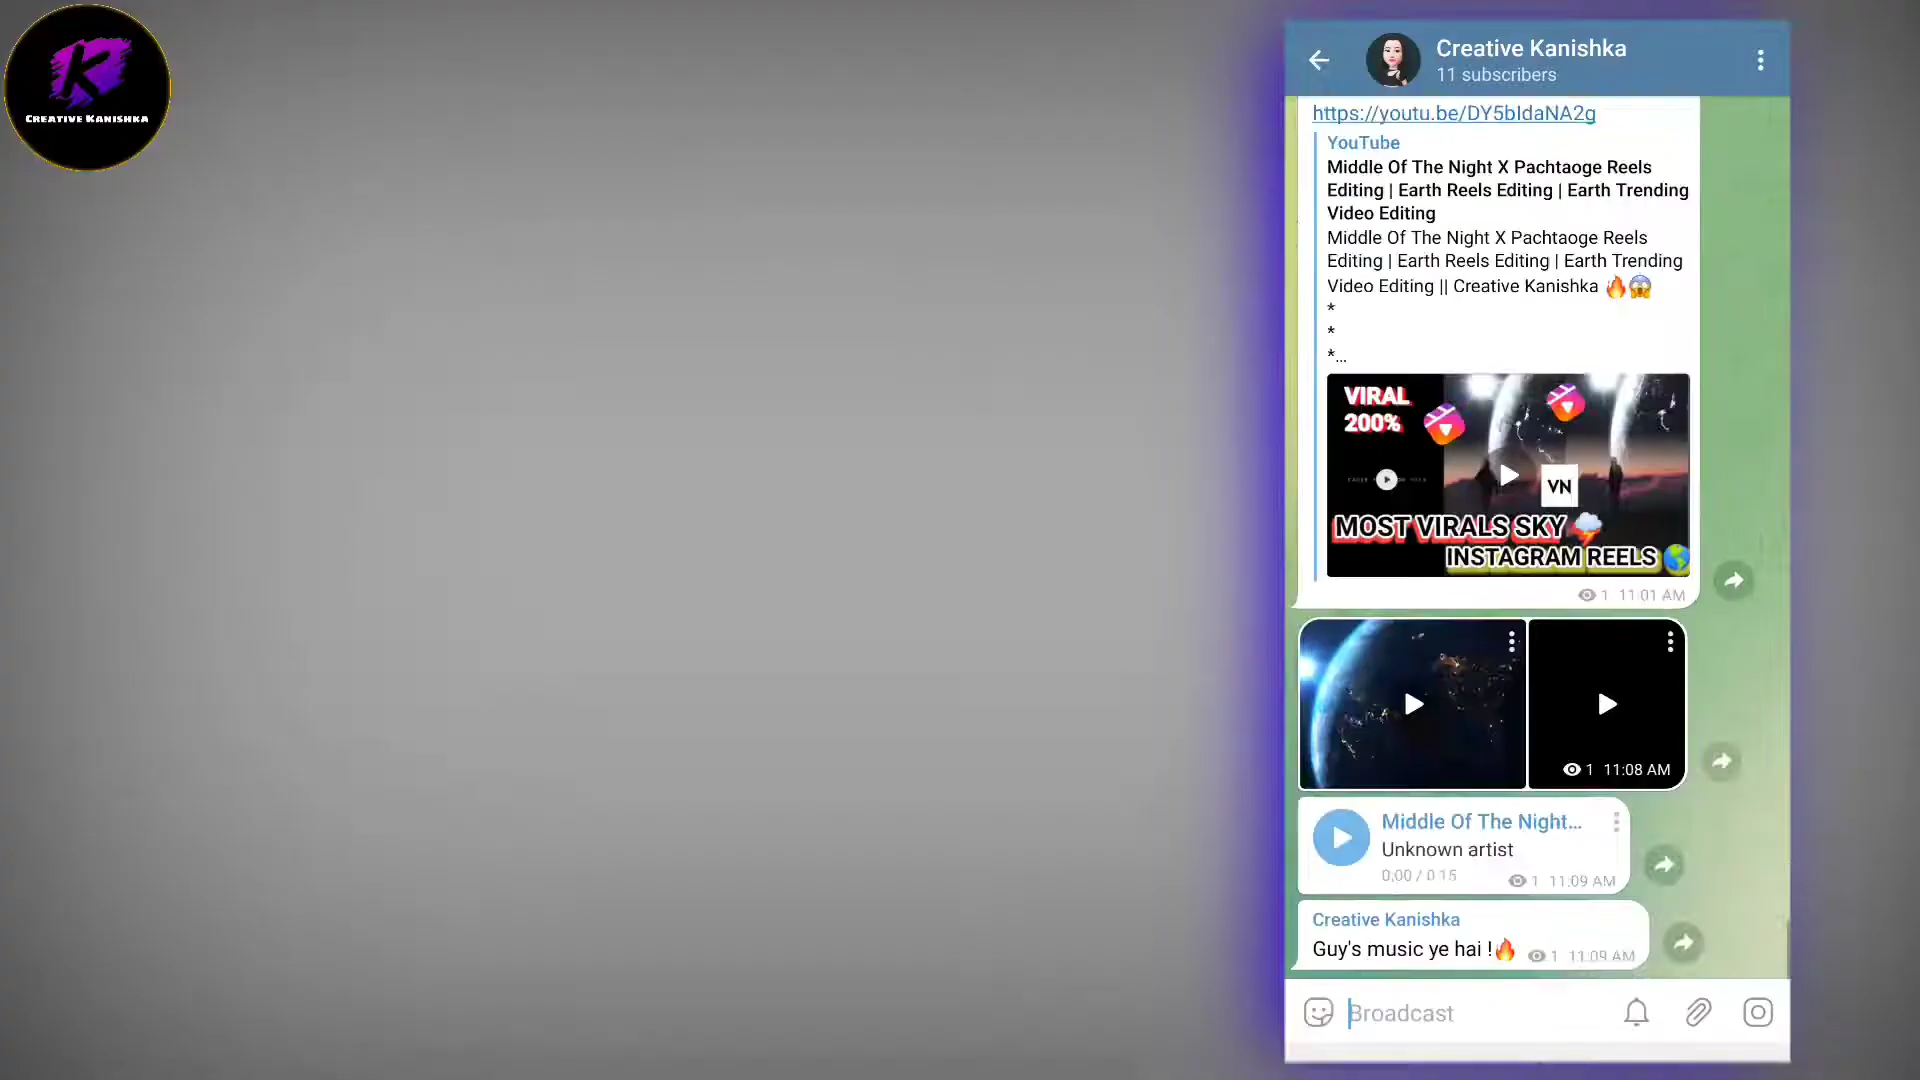 K
CREATIVE KANISHKA
Creative Kanishka
11 subscribers
https://youtu.be/DY5bIdaNA2g
YouTube
Middle Of The Night X Pachtaoge Reels
Editing | Earth Reels Editing | Earth Trending
Video Editing
Middle Of The Night X Pachtaoge Reels
Editing | Earth Reels Editing | Earth Trending
Video Editing || Creative Kanishka 🔥😱
*
*
*...
VIRAL
200%
VN
MOST VIRALS SKY
INSTAGRAM REELS
1 11:01 AM
1 11:08 AM
Middle Of The Night...
Unknown artist
0:00 / 0:15
1 11:09 AM
Creative Kanishka
Guy's music ye hai !🔥
1 11:09 AM
Broadcast